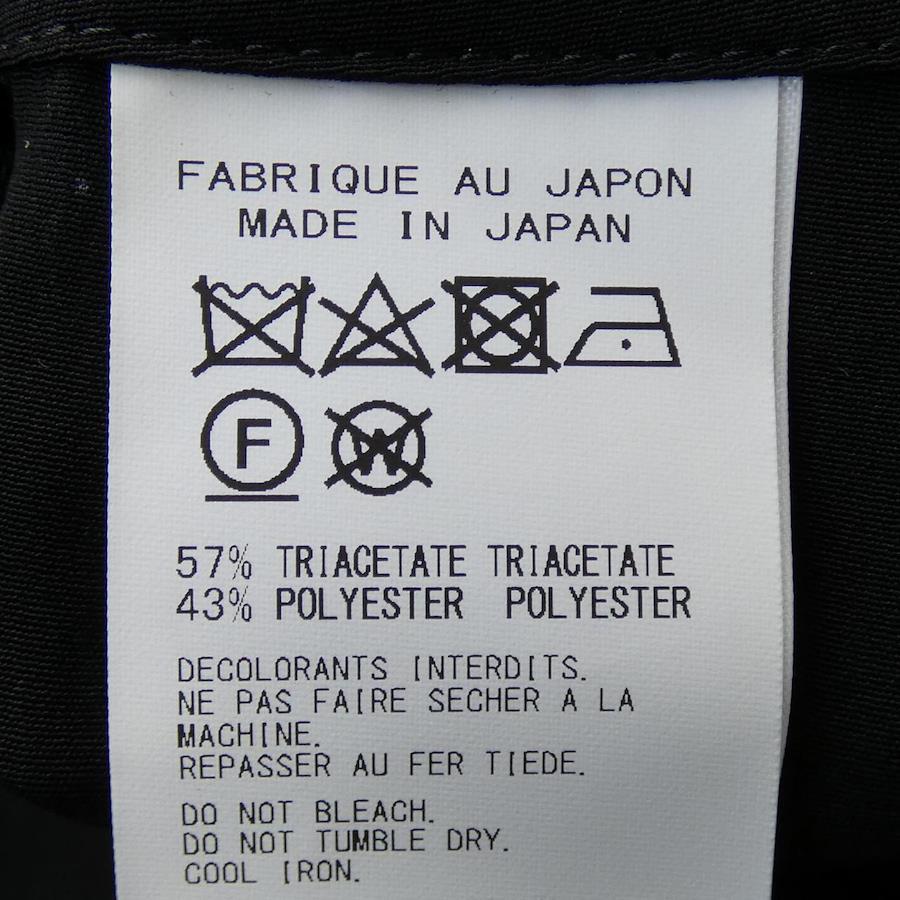 FABRIQUE AU JAPON
MADE IN JAPAN
F W
57% TRIACETATE TRIACETATE
43% POLYESTER POLYESTER
DECOLORANTS INTERDITS.
NE PAS FAIRE SECHER A LA
MACHINE.
REPASSER AU FER TIEDE.
DO NOT BLEACH.
DO NOT TUMBLE DRY.
COOL IRON.